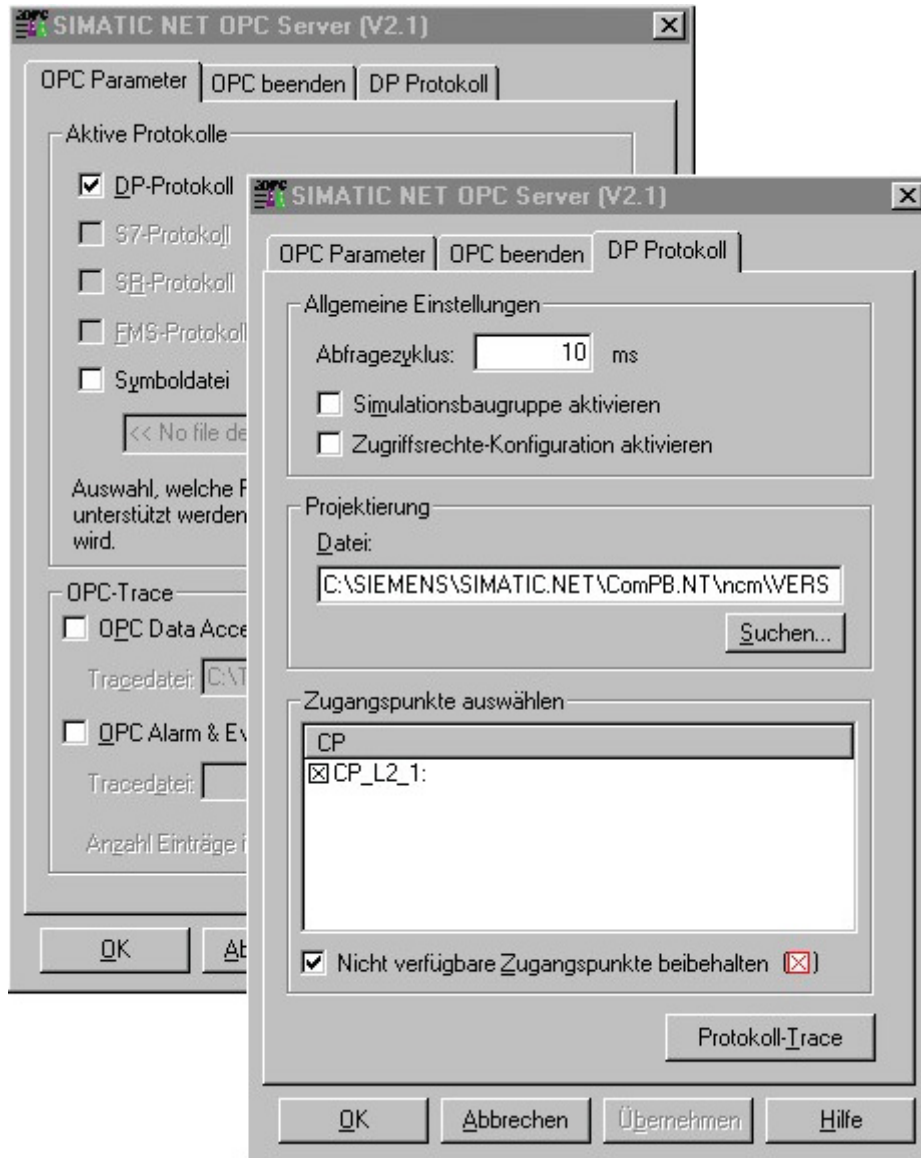 SIMATIC NET OPC Server (V2.1)
OPC Parameter OPC beenden DP Protokoll
Aktive Protokolle
DP-Protokoll
S7-Protokoll
SR-Protokoll
FMS-Protokoll
Symboldatei
<< No file de
Auswahl, welche
unterstützt werden
wird.
OPC-Trace
OPC Data Acce
Tracedatei: C:\T
OPC Alarm & Ev
Tracedatei:
Anzahl Einträge
OK
SIMATIC NET OPC Server (V2.1)
OPC Parameter OPC beenden DP Protokoll
Allgemeine Einstellungen
Abfragezyklus: 10 ms
Simulationsbaugruppe aktivieren
Zugriffsrechte-Konfiguration aktivieren
Projektierung
Datei:
C:\SIEMENS\SIMATIC.NET\ComPB.NT\ncm\VERS
Suchen...
Zugangspunkte auswählen
CP
CP_L2_1:
Nicht verfügbare Zugangspunkte beibehalten ( )
Protokoll-Trace
OK Abbrechen Übernehmen Hilfe